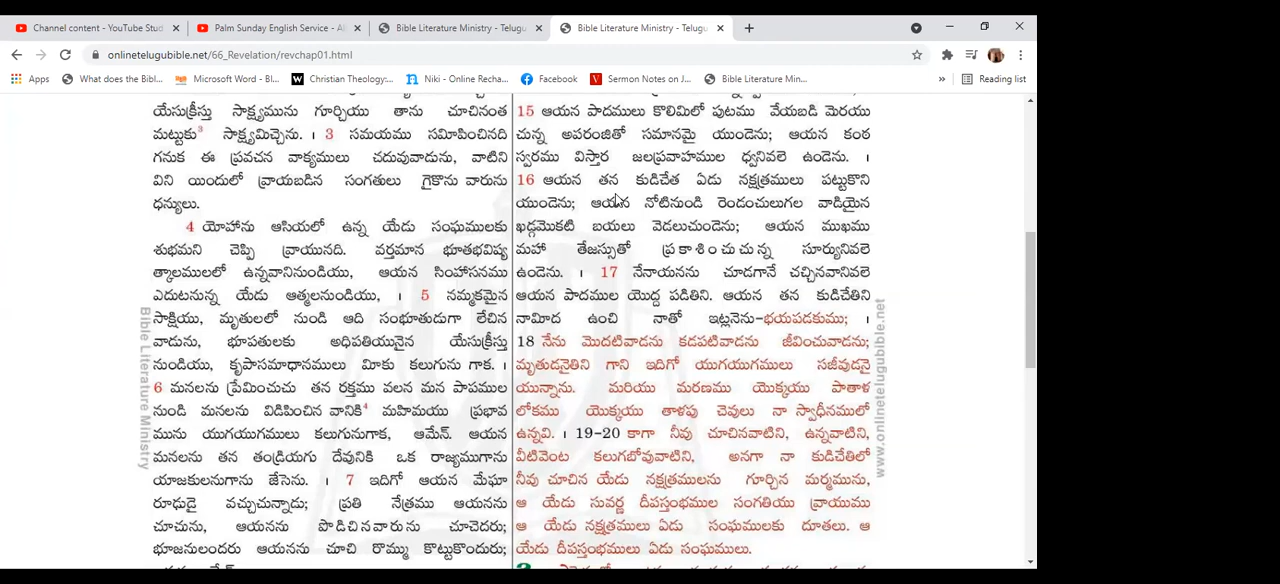 Channel content - YouTube Stud
Palm Sunday English Service - Al
Bible Literature Ministry - Telugu
Bible Literature Ministry - Telugu
onlinetelugubible.net/66_Revelation/revchap01.html
Apps
What does the Bibl...
Microsoft Word - Bl...
Christian Theology:...
Niki - Online Recha...
Facebook
Sermon Notes on J...
Bible Literature Min...
»
Reading list
యేసుక్రీస్తు సాక్ష్యమును గూర్చియు తాను చూచినంత
మట్టుకు3 సాక్ష్యమిచ్చెను. । 3 సమయము సమీపించినది
గనుక ఈ ప్రవచన వాక్యములు చదువువాడును, వాటిని
విని యిందులో వ్రాయబడిన సంగతులు గైకొను వారును
ధన్యులు.
4 యోహాను ఆసియలో ఉన్న యేడు సంఘములకు
శుభమని చెప్పి వ్రాయునది. వర్తమాన భూతభవిష్య
త్కాలములలో ఉన్నవానినుండియు, ఆయన సింహాసనము
ఎదుటనున్న యేడు ఆత్మలనుండియు, । 5 నమ్మకమైన
సాక్షియు, మృతులలో నుండి ఆది సంభూతుడుగా లేచిన
వాడును, భూపతులకు అధిపతియునైన యేసుక్రీస్తు
నుండియు, కృపాసమాధానములు మీకు కలుగును గాక. ।
6 మనలను ప్రేమించుచు తన రక్తము వలన మన పాపముల
నుండి మనలను విడిపించిన వానికి4 మహిమయు ప్రభావ
మును యుగయుగములు కలుగునుగాక, ఆమేన్. ఆయన
మనలను తన తండ్రియగు దేవునికి ఒక రాజ్యముగాను
యాజకులనుగాను జేసెను. । 7 ఇదిగో ఆయన మేఘా
రూఢుడై వచ్చుచున్నాడు; ప్రతి నేత్రము ఆయనను
చూచును, ఆయనను పొడిచినవారును చూచెదరు;
భూజనులందరు ఆయనను చూచి రొమ్ము కొట్టుకొందురు;
15 ఆయన పాదములు కొలిమిలో పుటము వేయబడి మెరయు
చున్న అపరంజితో సమానమై యుండెను; ఆయన కంఠ
స్వరము విస్తార జలప్రవాహముల ధ్వనివలె ఉండెను. ।
16 ఆయన తన కుడిచేత ఏడు నక్షత్రములు పట్టుకొని
యుండెను; ఆయన నోటినుండి రెండంచులుగల వాడియైన
ఖడ్గమొకటి బయలు వెడలుచుండెను; ఆయన ముఖము
మహా తేజస్సుతో ప్రకాశించుచున్న సూర్యునివలె
ఉండెను. । 17 నేనాయనను చూడగానే చచ్చినవానివలె
ఆయన పాదముల యొద్ద పడితిని. ఆయన తన కుడిచేతిని
నామీద ఉంచి నాతో ఇట్లనెను-భయపడకుము; ।
18 నేను మొదటివాడను కడపటివాడను జీవించువాడను;
మృతుడనైతిని గాని ఇదిగో యుగయుగములు సజీవుడనై
యున్నాను. మరియు మరణము యొక్కయు పాతాళ
లోకము యొక్కయు తాళపు చెవులు నా స్వాధీనములో
ఉన్నవి. । 19-20 కాగా నీవు చూచినవాటిని, ఉన్నవాటిని,
వీటివెంట కలుగబోవువాటిని, అనగా నా కుడిచేతిలో
నీవు చూచిన యేడు నక్షత్రములను గూర్చిన మర్మమును,
ఆ యేడు సువర్ణ దీపస్తంభముల సంగతియు వ్రాయుము
ఆ యేడు నక్షత్రములు ఏడు సంఘములకు దూతలు. ఆ
యేడు దీపస్తంభములు ఏడు సంఘములు.
Bible Literature Ministry
www.onlinetelugubible.net